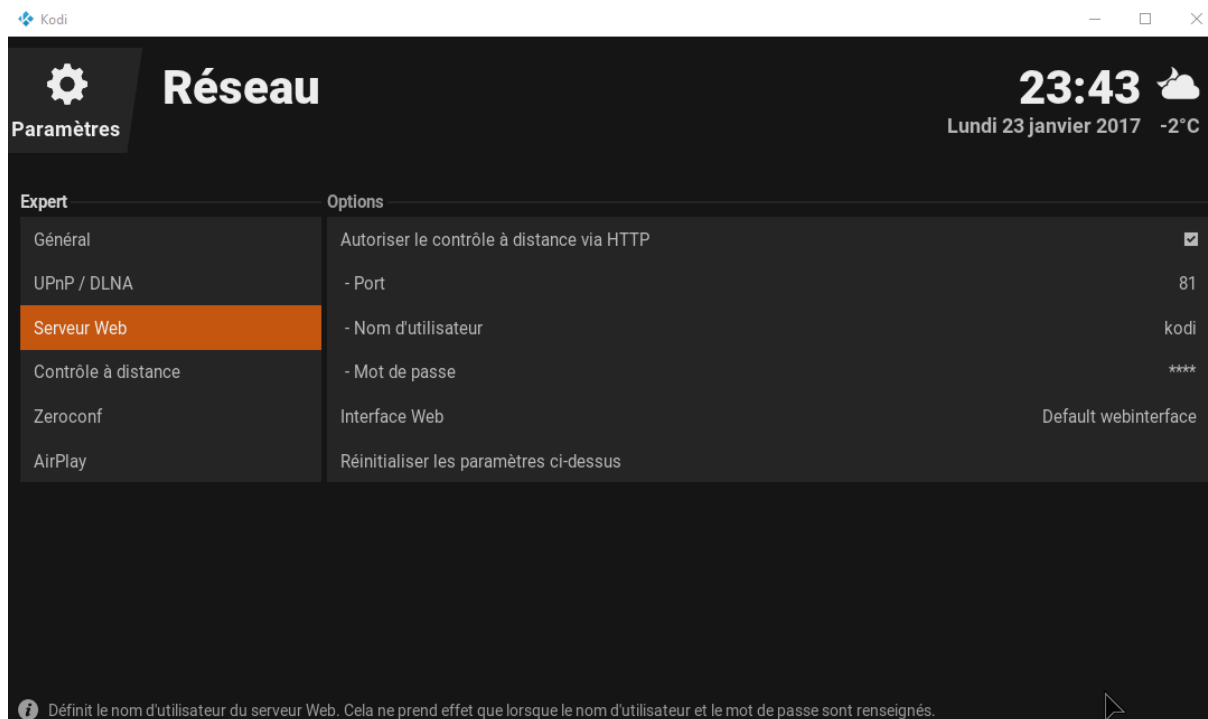 Kodi
Réseau
Paramètres
23:43
Lundi 23 janvier 2017 -2°C
Expert
Options
Général
Autoriser le contrôle à distance via HTTP
UPnP / DLNA
- Port 81
Serveur Web
- Nom d'utilisateur kodi
Contrôle à distance
- Mot de passe ****
Zeroconf
Interface Web Default webinterface
AirPlay
Réinitialiser les paramètres ci-dessus
Définit le nom d'utilisateur du serveur Web. Cela ne prend effet que lorsque le nom d'utilisateur et le mot de passe sont renseignés.